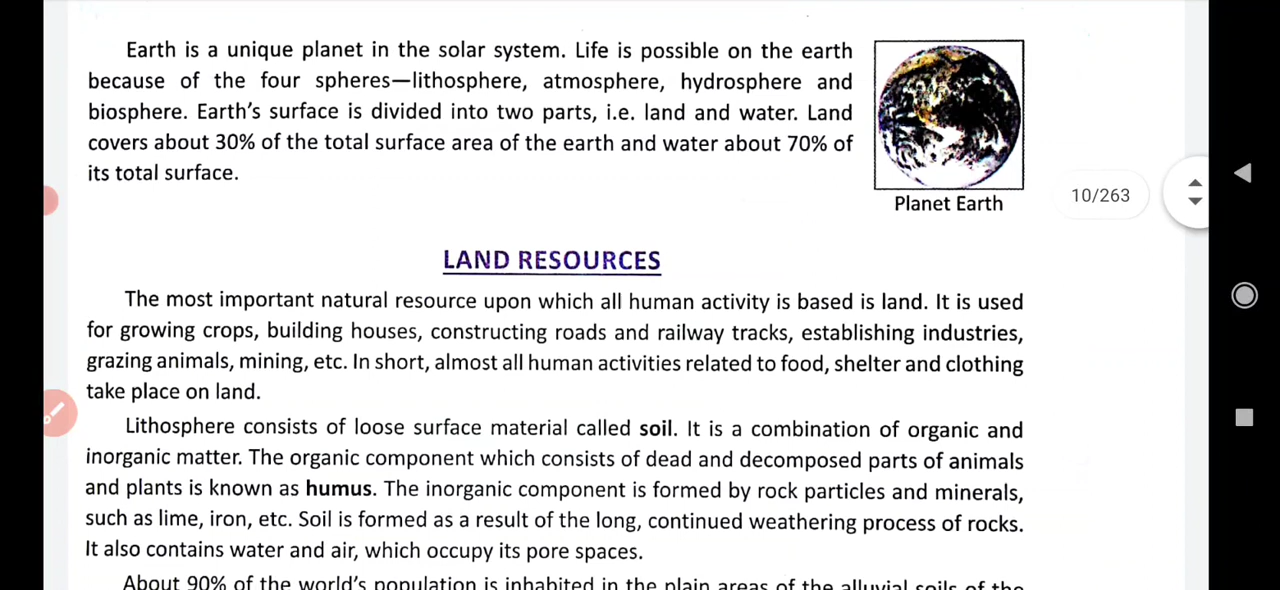 Earth is a unique planet in the solar system. Life is possible on the earth
because of the four spheres—lithosphere, atmosphere, hydrosphere and
biosphere. Earth's surface is divided into two parts, i.e. land and water. Land
covers about 30% of the total surface area of the earth and water about 70% of
its total surface.
Planet Earth
10/263
LAND RESOURCES
The most important natural resource upon which all human activity is based is land. It is used
for growing crops, building houses, constructing roads and railway tracks, establishing industries,
grazing animals, mining, etc. In short, almost all human activities related to food, shelter and clothing
take place on land.
Lithosphere consists of loose surface material called soil. It is a combination of organic and
inorganic matter. The organic component which consists of dead and decomposed parts of animals
and plants is known as humus. The inorganic component is formed by rock particles and minerals,
such as lime, iron, etc. Soil is formed as a result of the long, continued weathering process of rocks.
It also contains water and air, which occupy its pore spaces.
About 90% of the world's population is inhabited in the plain areas of the alluvial soils of the